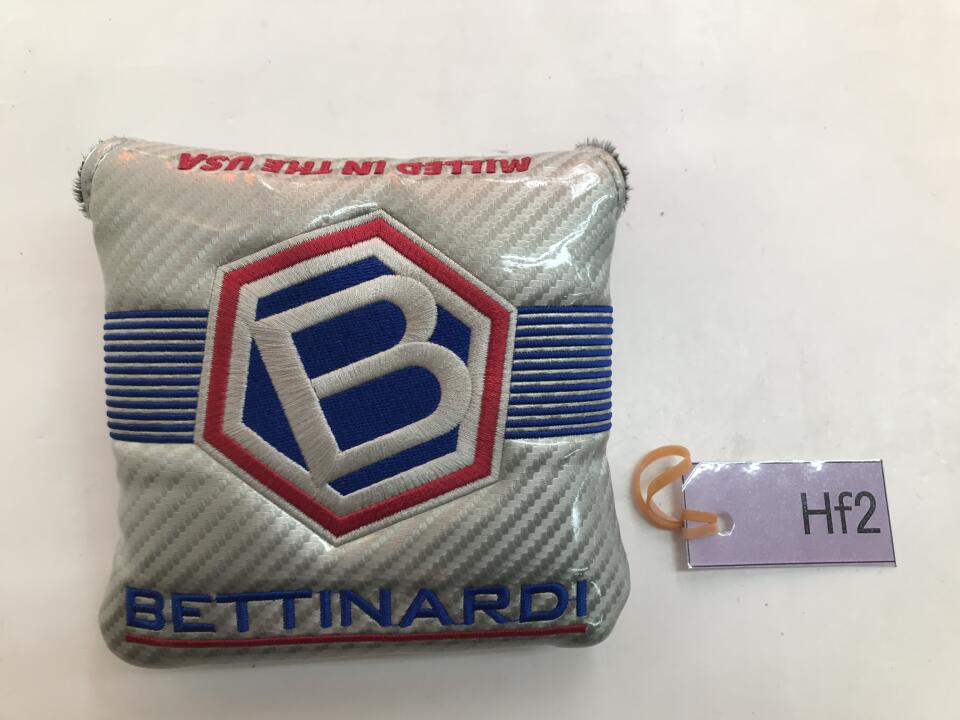 MILLED IN THE USA
B
BETTINARDI
Hf2